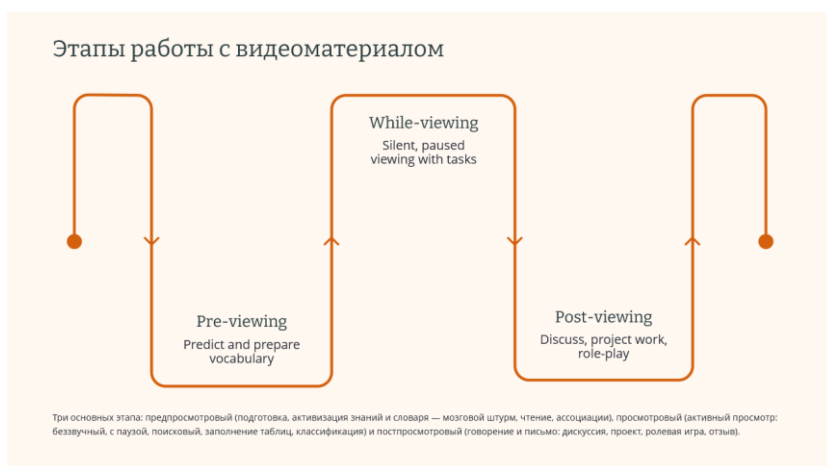 Этапы работы с видеоматериалом
While-viewing
Silent, paused
viewing with tasks
Pre-viewing
Predict and prepare
vocabulary
Post-viewing
Discuss, project work,
role-play
Три основных этапа: предпросмотровый (подготовка, активизация знаний и словаря — мозговой штурм, чтение, ассоциации), просмотровый (активный просмотр:
беззвучный, с паузой, поисковый, заполнение таблиц, классификация) и постпросмотровый (говорение и письмо: дискуссия, проект, ролевая игра, отзыв).